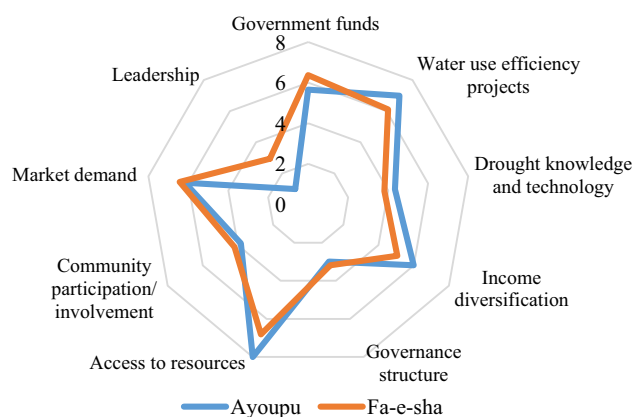 Government funds
8
Water use efficiency
projects
6
4
2
0
Leadership
Market demand
Drought knowledge
and technology
Community
participation/
involvement
Income
diversification
Access to resources
Governance
structure
Ayoupu
Fa-e-sha